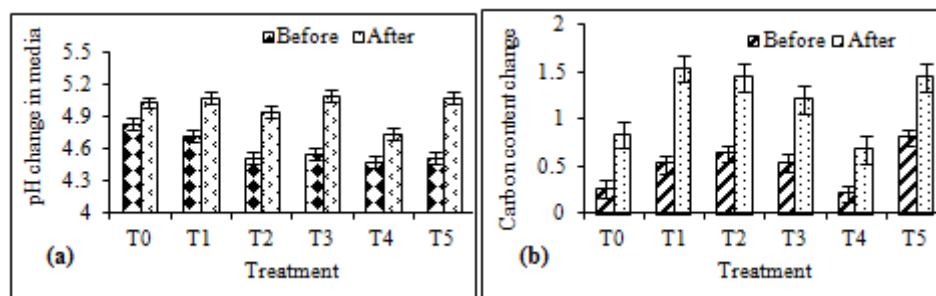 Before After
pH change in media
5.5
5.2
4.9
4.6
4.3
4
T0 T1 T2 T3 T4 T5
(a)
Treatment
Before After
Carbon content change
2
1.5
1
0.5
0
T0 T1 T2 T3 T4 T5
(b)
Treatment